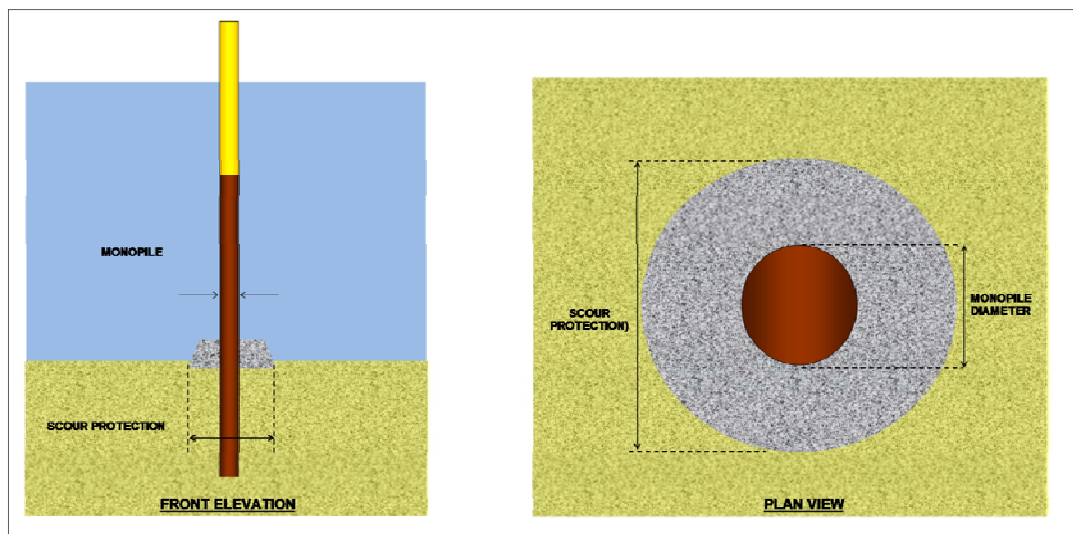 MONOPILE
SCOUR PROTECTION
FRONT ELEVATION
SCOUR
PROTECTION)
MONOPILE
DIAMETER
PLAN VIEW